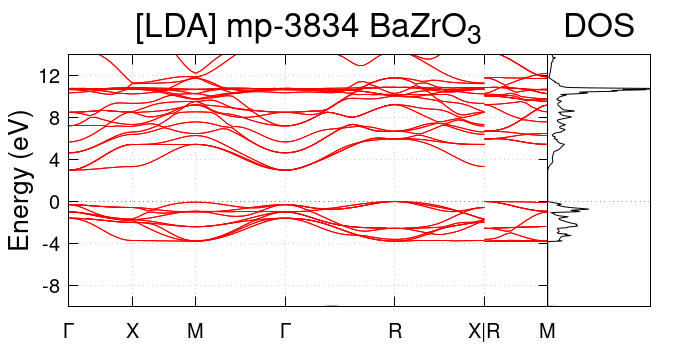 [LDA] mp-3834 BaZrO3 DOS
Energy (eV)
12
8
4
0
-4
-8
Γ X M Γ R X|R M